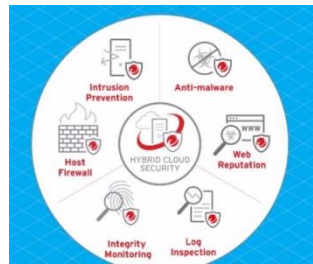 Intrusion
Prevention
Anti-malware
Host
Firewall
HYBRID CLOUD
SECURITY
WWW
Web
Reputation
Integrity
Monitoring
Log
Inspection